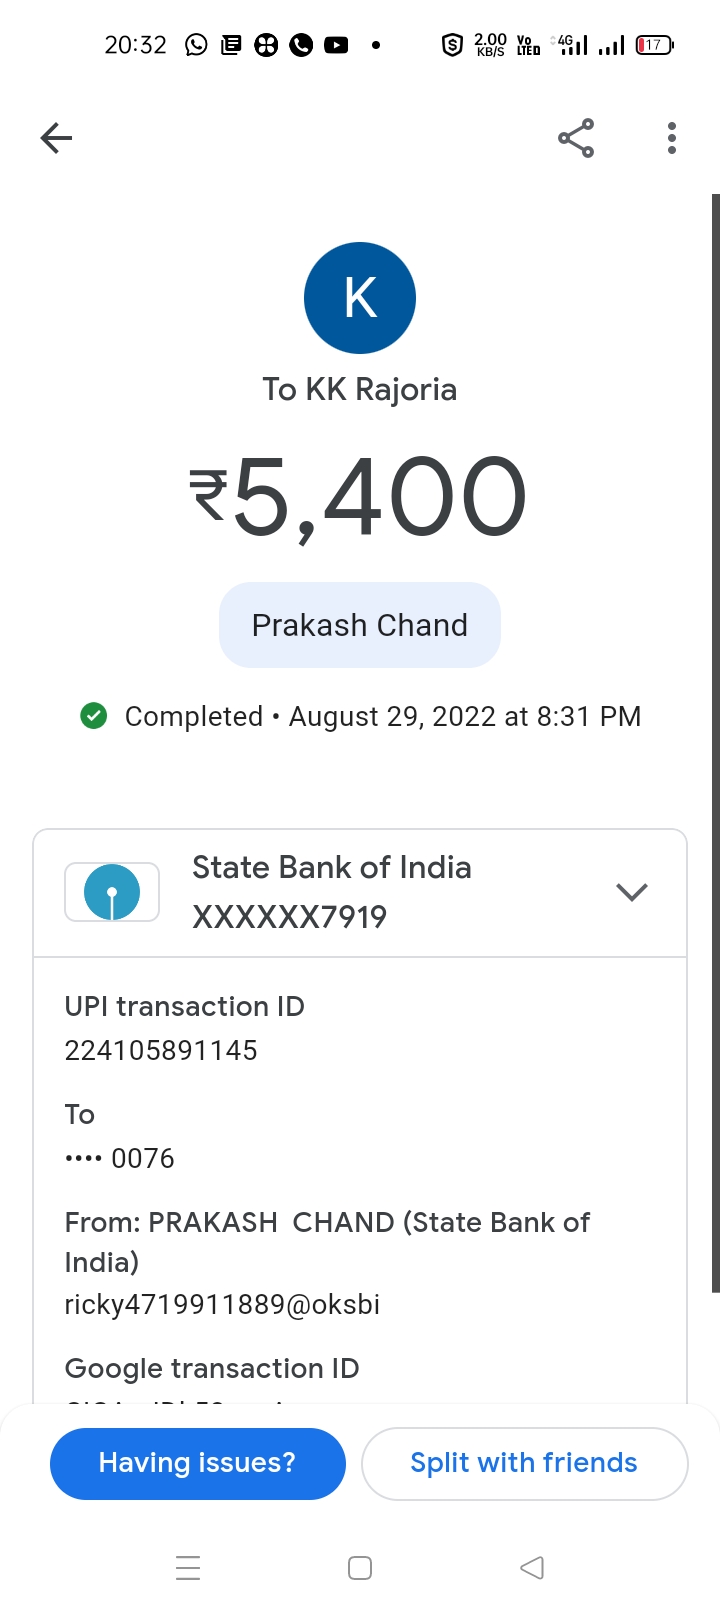 20:32
2.00
KB/S
Vo
LTED
4G
17
K
To KK Rajoria
₹5,400
Prakash Chand
Completed • August 29, 2022 at 8:31 PM
State Bank of India
XXXXXX7919
UPI transaction ID
224105891145
To
•••• 0076
From: PRAKASH  CHAND (State Bank of
India)
ricky4719911889@oksbi
Google transaction ID
Having issues?
Split with friends